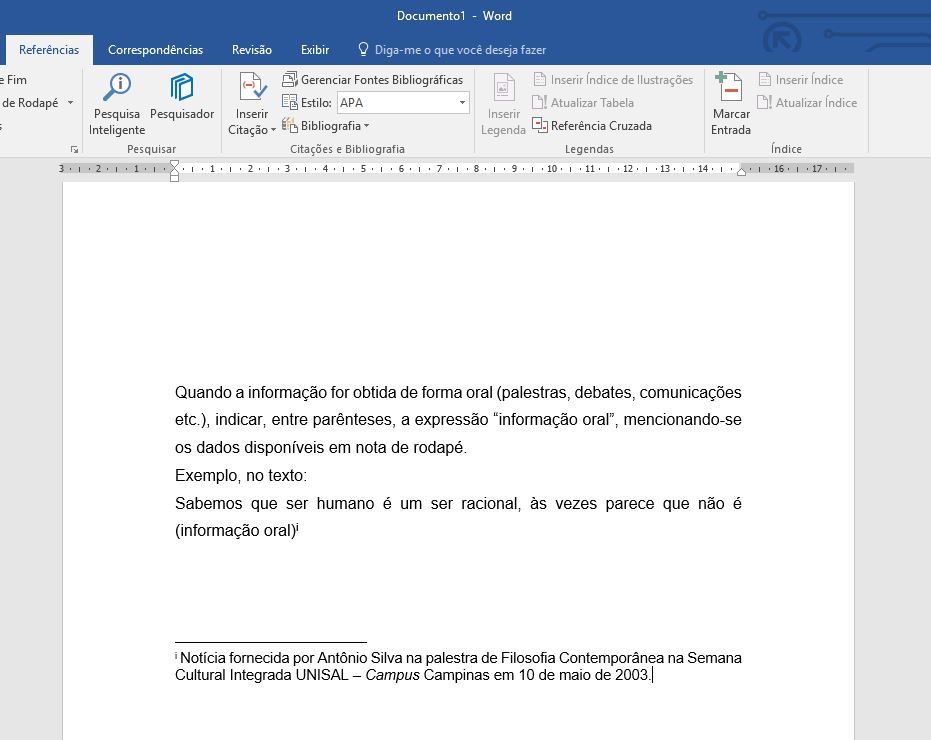 Documento1 - Word
Referências Correspondências Revisão Exibir Diga-me o que você deseja fazer
e Fim
de Rodapé
s
Pesquisa Inteligente
Pesquisador
Pesquisar
Inserir Citação
Gerenciar Fontes Bibliográficas
Estilo: APA
Bibliografia
Citações e Bibliografia
Inserir Legenda
Inserir Índice de Ilustrações
Atualizar Tabela
Referência Cruzada
Legendas
Marcar Entrada
Inserir Índice
Atualizar Índice
Índice
3 2 1 1 2 3 4 5 6 7 8 9 10 11 12 13 14 16 17
Quando a informação for obtida de forma oral (palestras, debates, comunicações
etc.), indicar, entre parênteses, a expressão “informação oral”, mencionando-se
os dados disponíveis em nota de rodapé.
Exemplo, no texto:
Sabemos que ser humano é um ser racional, às vezes parece que não é
(informação oral)i
i Notícia fornecida por Antônio Silva na palestra de Filosofia Contemporânea na Semana
Cultural Integrada UNISAL – Campus Campinas em 10 de maio de 2003.